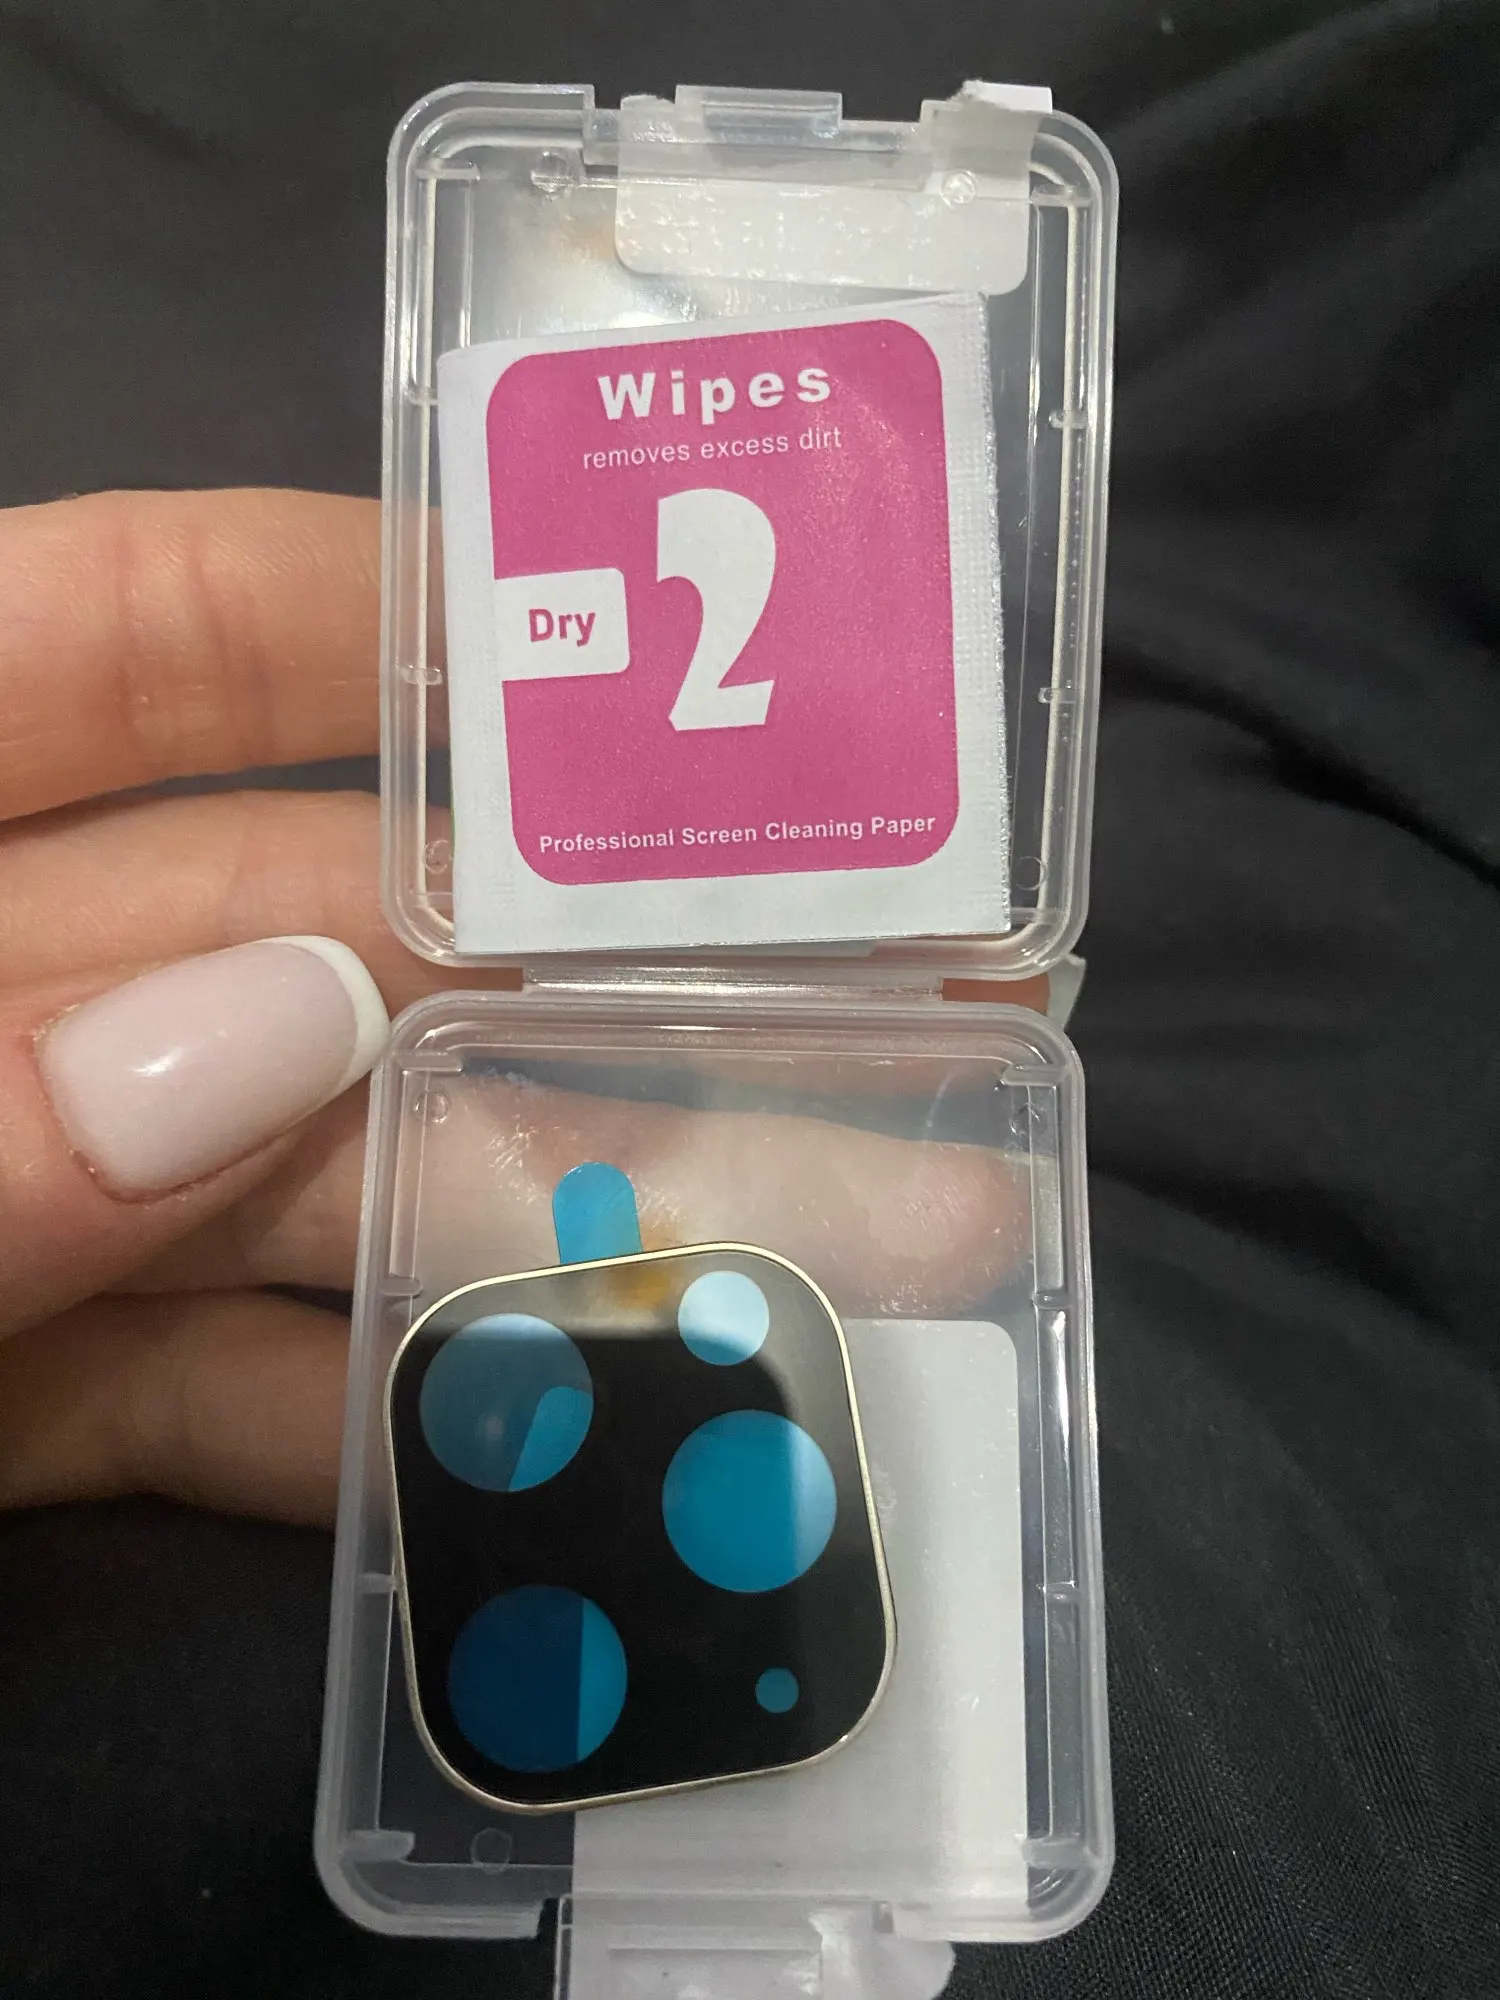 Wipes
removes excess dirt
2
Dry
Professional Screen Cleaning Paper